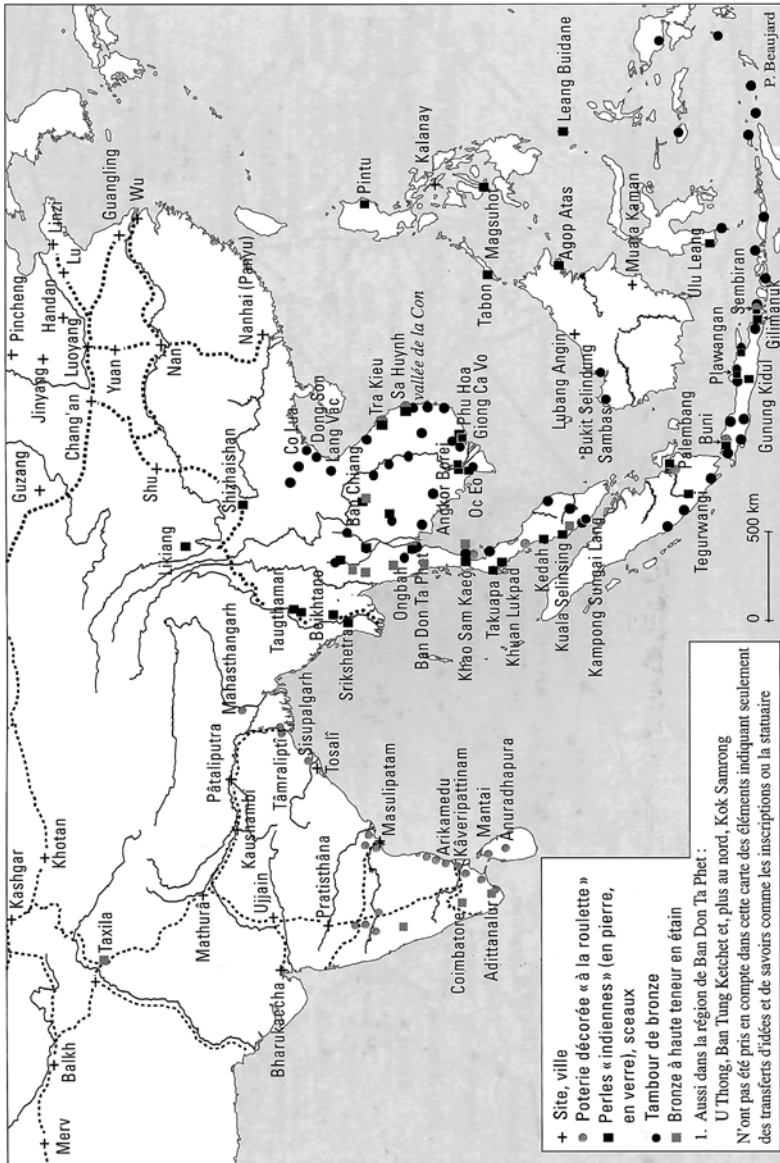 Merv
Balkh
Kashgar
Khotan
Taxila
Mathurâ
Kaushambi
Pâtaliputra
Mahasthangarh
Tâmraliptî
Sisupalgarh
Tosalî
Ujjain
Bharukaccha
Pratisthâna
Masulipatam
Arikamedu
Kâveripattinam
Mantai
Anuradhapura
Coimbatore
Adittanalur
Guzang
Jinyang
Pincheng
Handan
Linzi
Lu
Luoyang
Chang'an
Yuan
Guangling
Wu
Nan
Shu
Nanhai (Panyu)
Shizhaishan
Likiang
Taugthaman
Beikhtano
Srikshetra
Co Loa
Dong Son
Lang Vac
Ban Chiang
Tra Kieu
Sa Huynh
vallée de la Con
Phu Hoa
Giong Ca Vo
Angkor Borei
Oc Eo
Ongbah
Ban Don Ta Phet¹
Khao Sam Kaeo
Takuapa
Khuan Lukpad
Kedah
Kuala Selinsing
Kampong Sungai Lang
Pintu
Kalanay
Magsuhot
Tabon
Leang Buidane
Agop Atas
Muara Kaman
Lubang Angin
Bukit Selindung
Sambas
Ulu Leang
Sembiran
Gilimanuk
Plawangan
Gunung Kidul
Buni
Palembang
Tegurwangi
0 500 km
+ Site, ville
Poterie décorée « à la roulette »
Perles « indiennes » (en pierre,
en verre), sceaux
Tambour de bronze
Bronze à haute teneur en étain
1. Aussi dans la région de Ban Don Ta Phet :
U Thong, Ban Tung Ketchet et, plus au nord, Kok Samrong
N'ont pas été pris en compte dans cette carte des éléments indiquant seulement
des transferts d'idées et de savoirs comme les inscriptions ou la statuaire
P. Beaujard